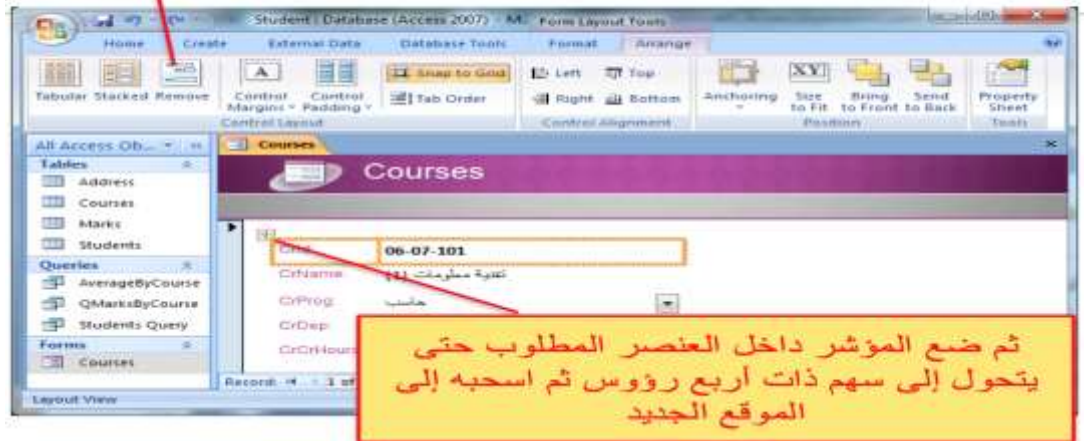 Student : Database (Access 2007) - M... Form Layout Tools
Home Create External Data Database Tools Format Arrange
Tabular Stacked Remove Control Margins Control Padding Snap to Grid Tab Order Left Top Right Bottom Anchoring Size to Fit Bring to Front Send to Back Property Sheet
Control Layout Control Alignment Position Tools
All Access Ob... Courses
Tables
Address
Courses
Marks
Students
Queries
AverageByCourse
QMarksByCourse
Students Query
Forms
Courses
Courses
06-07-101
CrName تقنية معلومات (1)
CrProg حاسب
CrDep
CrCrHours
Record: 1 of
Layout View
ثم ضع المؤشر داخل العنصر المطلوب حتى
يتحول إلى سهم ذات أربع رؤوس ثم اسحبه إلى
الموقع الجديد